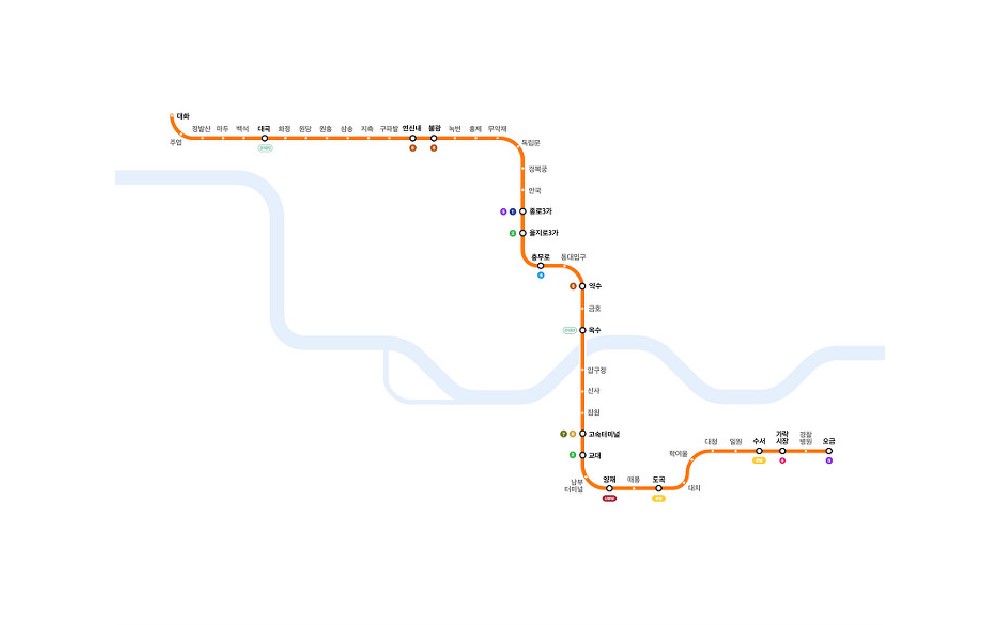 대화
주엽
정발산
마두
백석
대곡
화정
원당
원흥
삼송
지축
구파발
연신내
불광
녹번
홍제
무악재
독립문
경복궁
안국
종로3가
을지로3가
충무로
동대입구
약수
금호
옥수
압구정
신사
잠원
고속터미널
교대
남부
터미널
양재
매봉
도곡
대치
학여울
대청
일원
수서
가락
시장
경찰
병원
오금